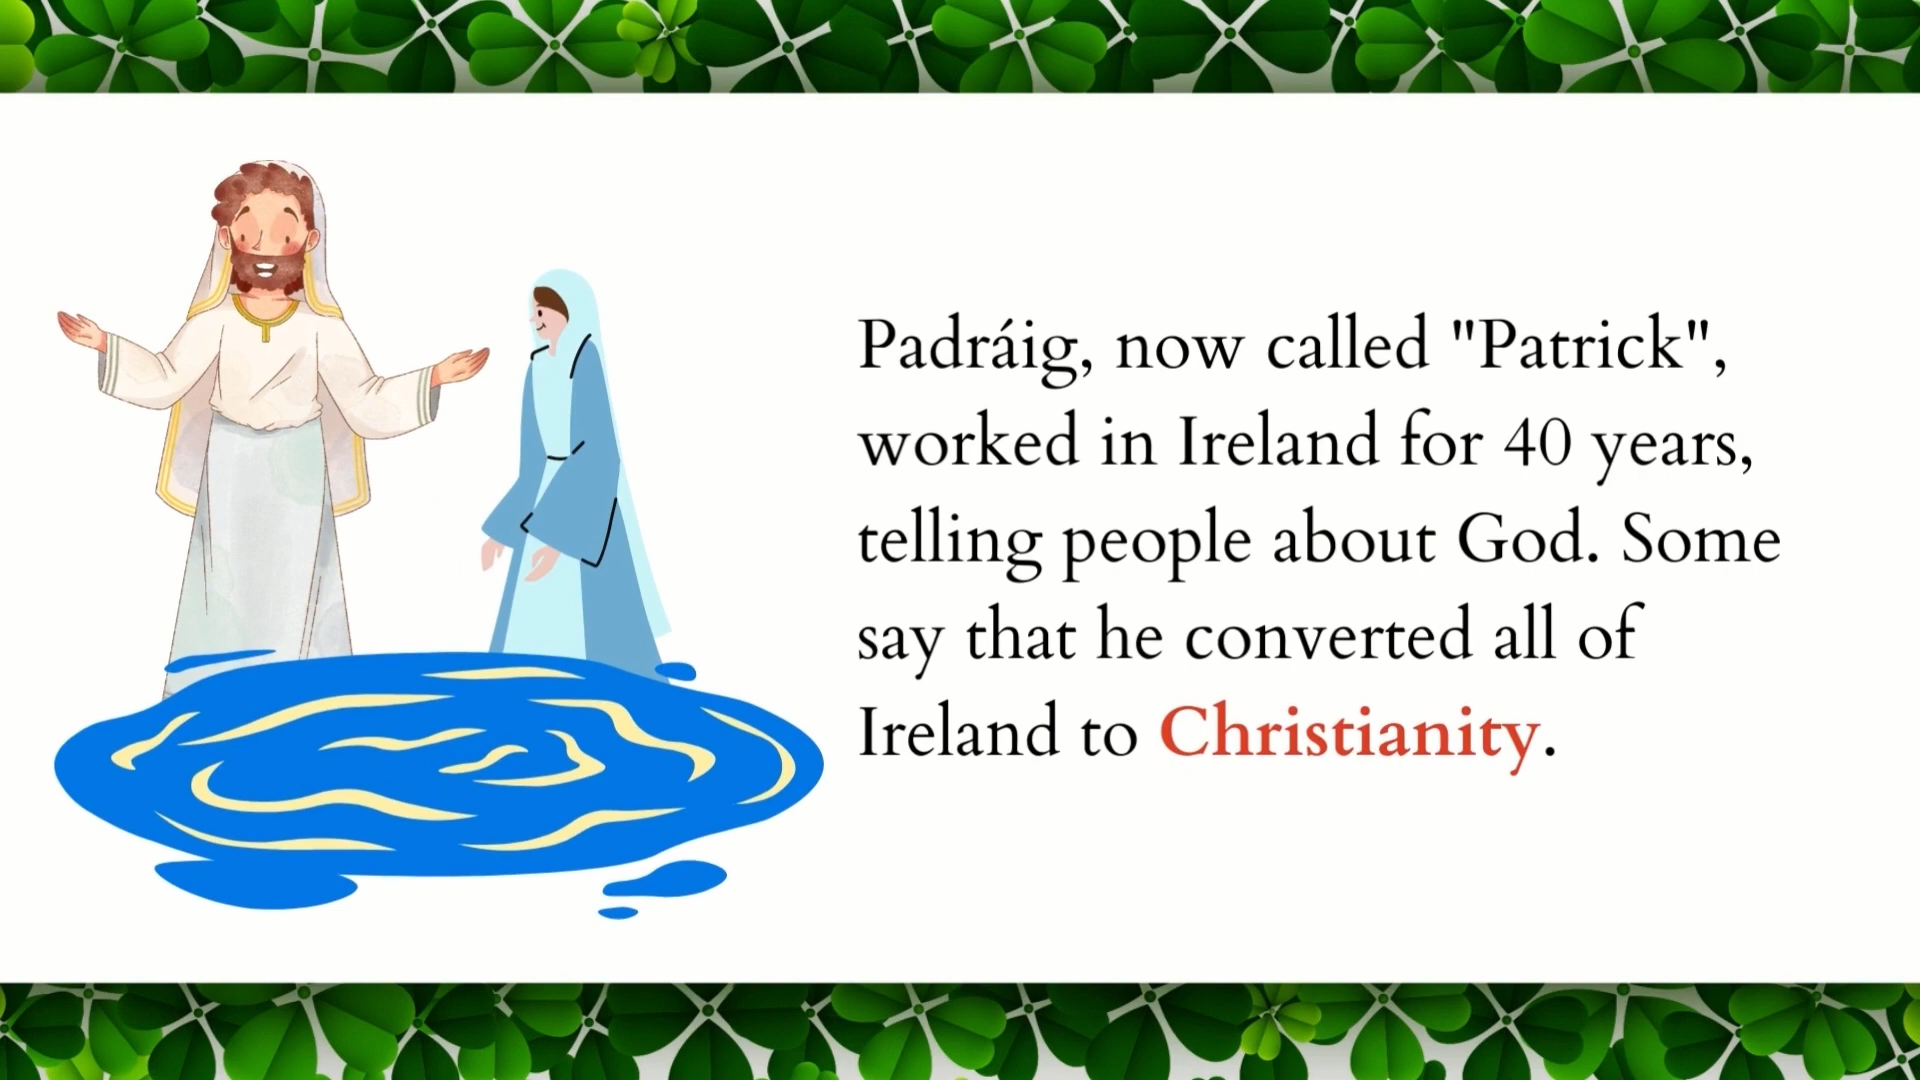 Padráig, now called "Patrick",
worked in Ireland for 40 years,
telling people about God. Some
say that he converted all of
Ireland to Christianity.